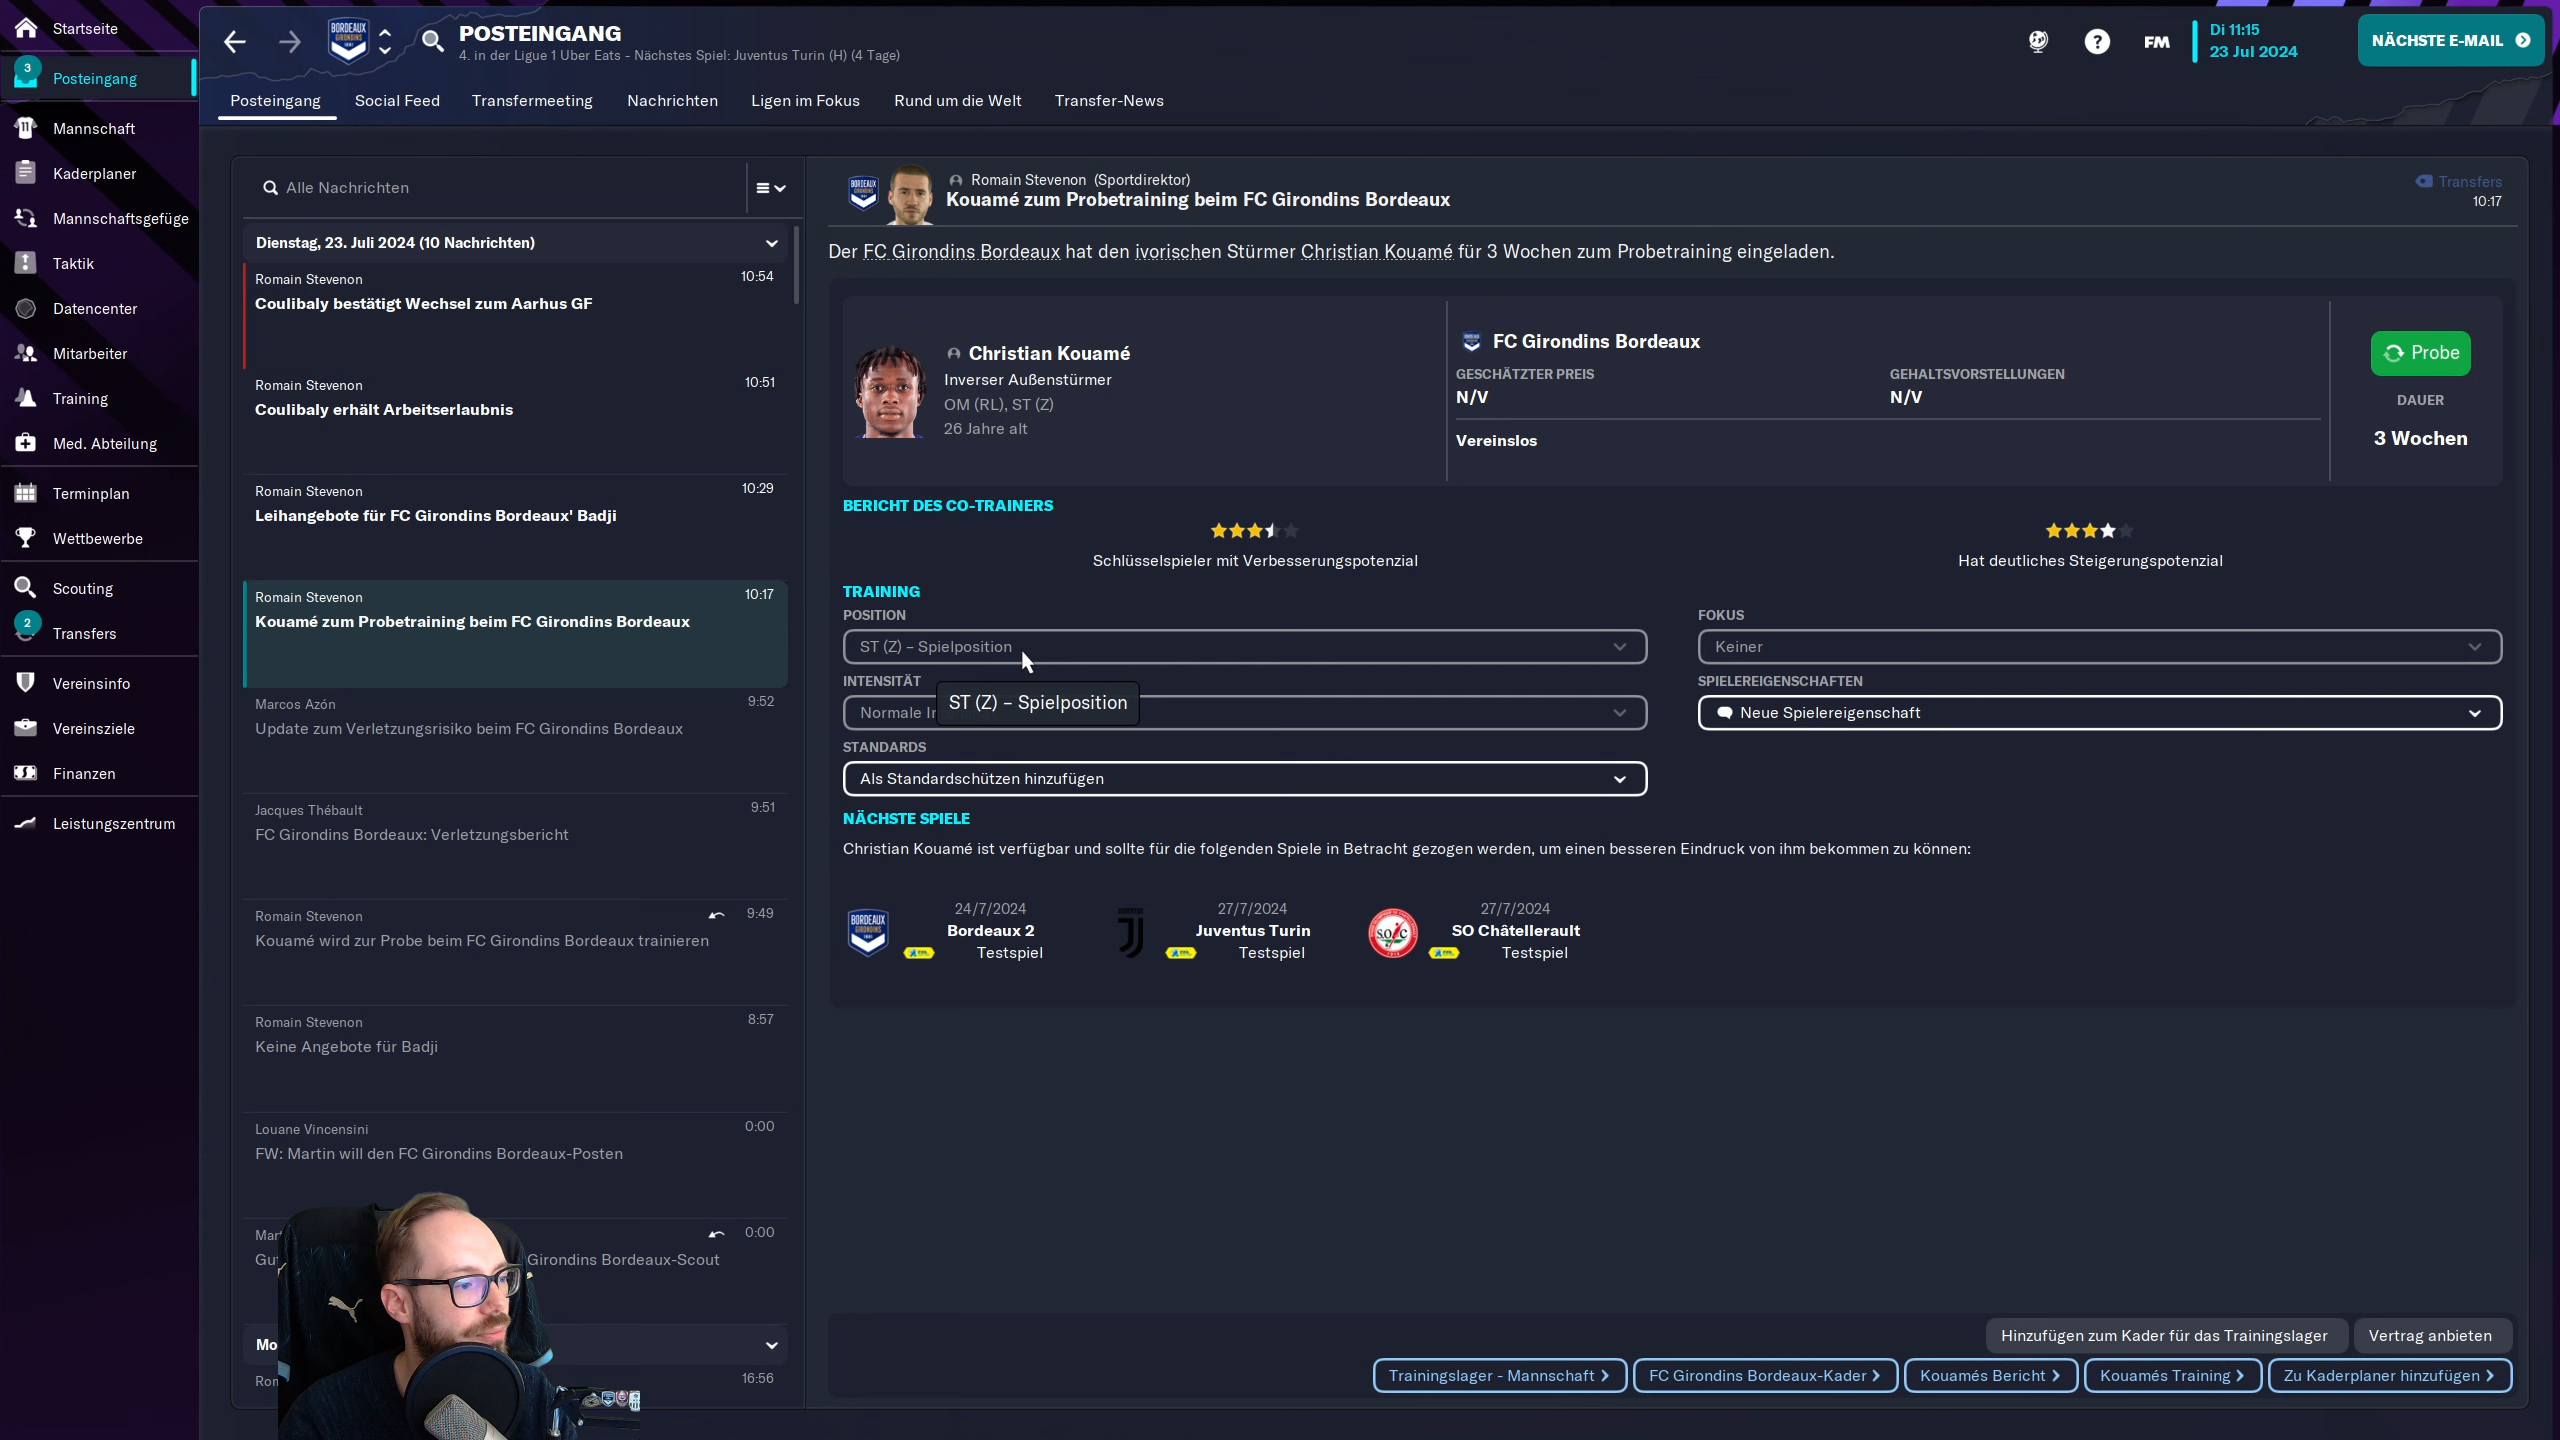 Startseite
3
Posteingang
Mannschaft
Kaderplaner
Mannschaftsgefüge
Taktik
Datencenter
Mitarbeiter
Training
Med. Abteilung
Terminplan
Wettbewerbe
Scouting
2
Transfers
Vereinsinfo
Vereinsziele
Finanzen
Leistungszentrum
BORDEAUX
GIRONDINS
POSTEINGANG
4. in der Ligue 1 Uber Eats - Nächstes Spiel: Juventus Turin (H) (4 Tage)
FM
Di 11:15
23 Jul 2024
NÄCHSTE E-MAIL
Posteingang
Social Feed
Transfermeeting
Nachrichten
Ligen im Fokus
Rund um die Welt
Transfer-News
Alle Nachrichten
Dienstag, 23. Juli 2024 (10 Nachrichten)
Romain Stevenon 10:54
Coulibaly bestätigt Wechsel zum Aarhus GF
Romain Stevenon 10:51
Coulibaly erhält Arbeitserlaubnis
Romain Stevenon 10:29
Leihangebote für FC Girondins Bordeaux' Badji
Romain Stevenon 10:17
Kouamé zum Probetraining beim FC Girondins Bordeaux
Marcos Azón 9:52
Update zum Verletzungsrisiko beim FC Girondins Bordeaux
Jacques Thébault 9:51
FC Girondins Bordeaux: Verletzungsbericht
Romain Stevenon 9:49
Kouamé wird zur Probe beim FC Girondins Bordeaux trainieren
Romain Stevenon 8:57
Keine Angebote für Badji
Louane Vincensini 0:00
FW: Martin will den FC Girondins Bordeaux-Posten
Mar 0:00
Gu Girondins Bordeaux-Scout
Mo
Rom 16:56
Romain Stevenon (Sportdirektor)
Kouamé zum Probetraining beim FC Girondins Bordeaux
Transfers
10:17
Der FC Girondins Bordeaux hat den ivorischen Stürmer Christian Kouamé für 3 Wochen zum Probetraining eingeladen.
Christian Kouamé
Inverser Außenstürmer
OM (RL), ST (Z)
26 Jahre alt
FC Girondins Bordeaux
GESCHÄTZTER PREIS
N/V
GEHALTSVORSTELLUNGEN
N/V
Vereinslos
Probe
DAUER
3 Wochen
BERICHT DES CO-TRAINERS
Schlüsselspieler mit Verbesserungspotenzial
Hat deutliches Steigerungspotenzial
TRAINING
POSITION
ST (Z) – Spielposition
FOKUS
Keiner
INTENSITÄT
Normale In
ST (Z) – Spielposition
SPIELEREIGENSCHAFTEN
Neue Spielereigenschaft
STANDARDS
Als Standardschützen hinzufügen
NÄCHSTE SPIELE
Christian Kouamé ist verfügbar und sollte für die folgenden Spiele in Betracht gezogen werden, um einen besseren Eindruck von ihm bekommen zu können:
24/7/2024
Bordeaux 2
Testspiel
27/7/2024
Juventus Turin
Testspiel
27/7/2024
SO Châtellerault
Testspiel
Hinzufügen zum Kader für das Trainingslager
Vertrag anbieten
Trainingslager - Mannschaft
FC Girondins Bordeaux-Kader
Kouamés Bericht
Kouamés Training
Zu Kaderplaner hinzufügen